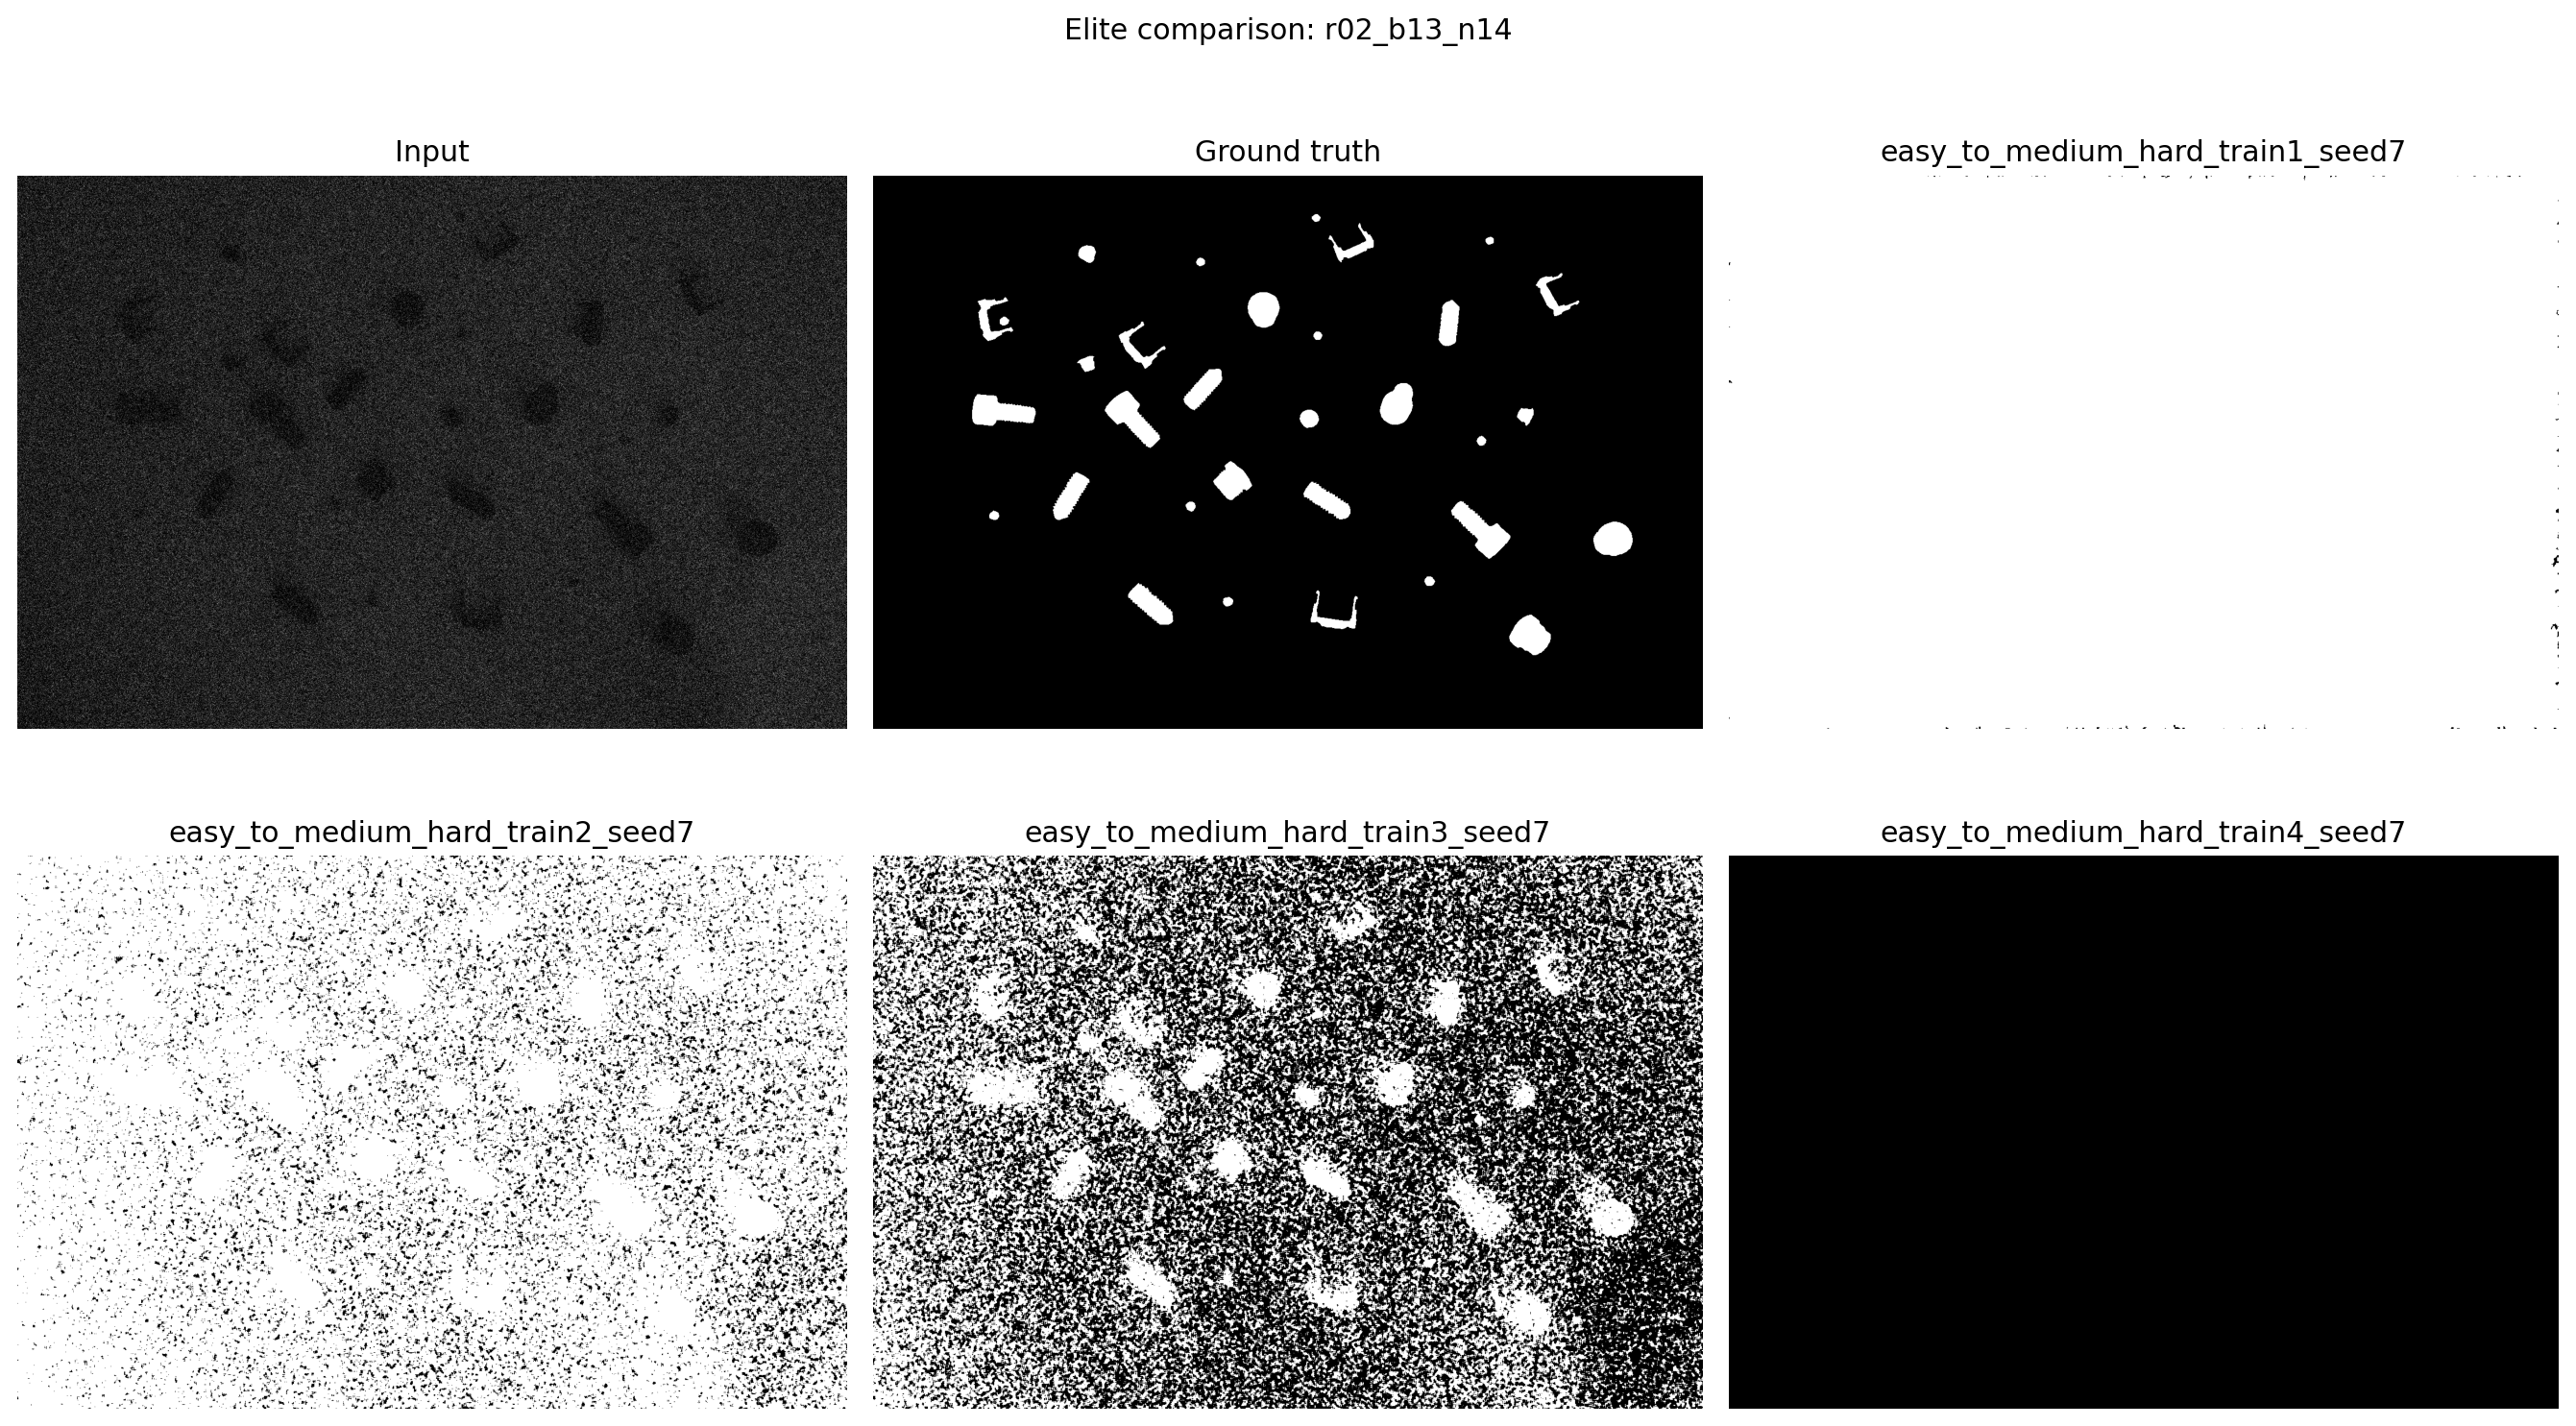 Elite comparison: r02_b13_n14
Input
Ground truth
easy_to_medium_hard_train1_seed7
easy_to_medium_hard_train2_seed7
easy_to_medium_hard_train3_seed7
easy_to_medium_hard_train4_seed7